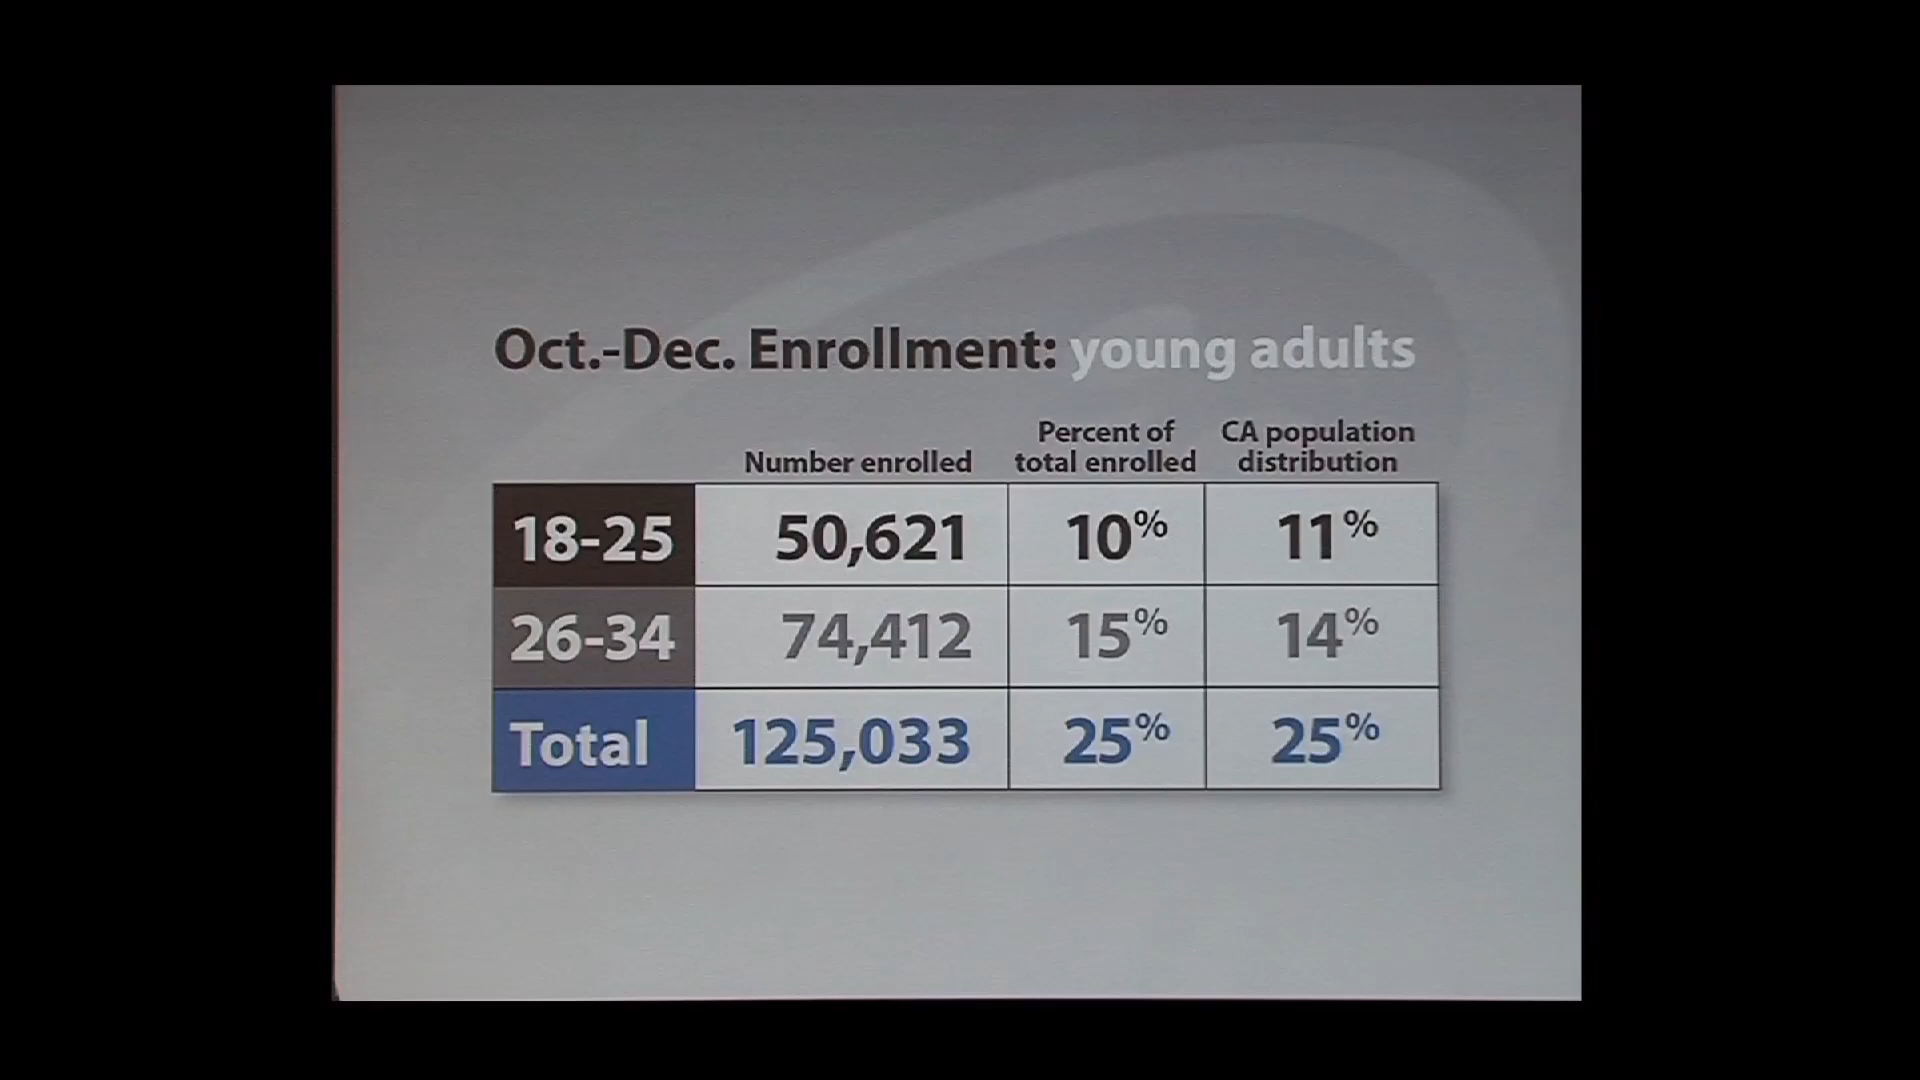 Oct.-Dec. Enrollment: young adults
Number enrolled Percent of total enrolled CA population distribution
18-25 50,621 10% 11%
26-34 74,412 15% 14%
Total 125,033 25% 25%